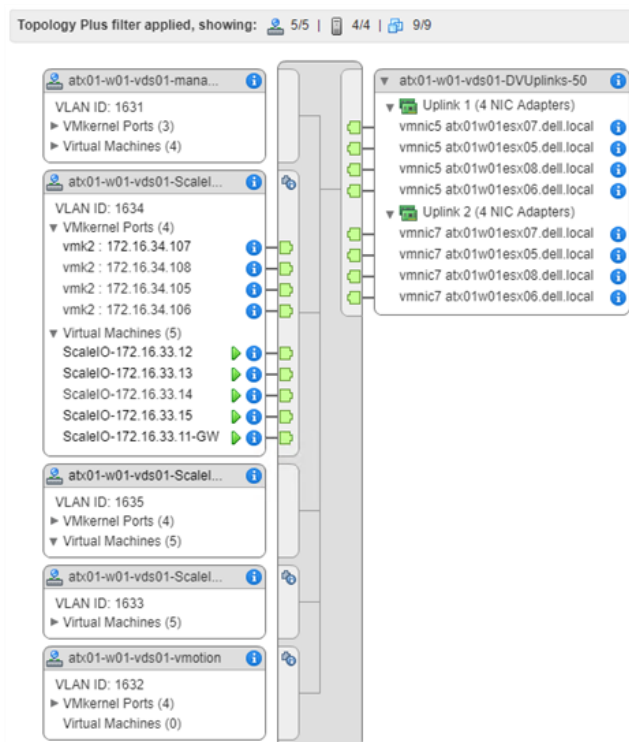 Topology Plus filter applied, showing: 5/5 | 4/4 | 9/9
atx01-w01-vds01-mana...
VLAN ID: 1631
VMkernel Ports (3)
Virtual Machines (4)
atx01-w01-vds01-Scalel...
VLAN ID: 1634
VMkernel Ports (4)
vmk2 : 172.16.34.107
vmk2 : 172.16.34.108
vmk2 : 172.16.34.105
vmk2 : 172.16.34.106
Virtual Machines (5)
ScaleIO-172.16.33.12
ScaleIO-172.16.33.13
ScaleIO-172.16.33.14
ScaleIO-172.16.33.15
ScaleIO-172.16.33.11-GW
atx01-w01-vds01-Scalel...
VLAN ID: 1635
VMkernel Ports (4)
Virtual Machines (5)
atx01-w01-vds01-Scalel...
VLAN ID: 1633
Virtual Machines (5)
atx01-w01-vds01-vmotion
VLAN ID: 1632
VMkernel Ports (4)
Virtual Machines (0)
atx01-w01-vds01-DVUplinks-50
Uplink 1 (4 NIC Adapters)
vmnic5 atx01w01esx07.dell.local
vmnic5 atx01w01esx05.dell.local
vmnic5 atx01w01esx08.dell.local
vmnic5 atx01w01esx06.dell.local
Uplink 2 (4 NIC Adapters)
vmnic7 atx01w01esx07.dell.local
vmnic7 atx01w01esx05.dell.local
vmnic7 atx01w01esx08.dell.local
vmnic7 atx01w01esx06.dell.local